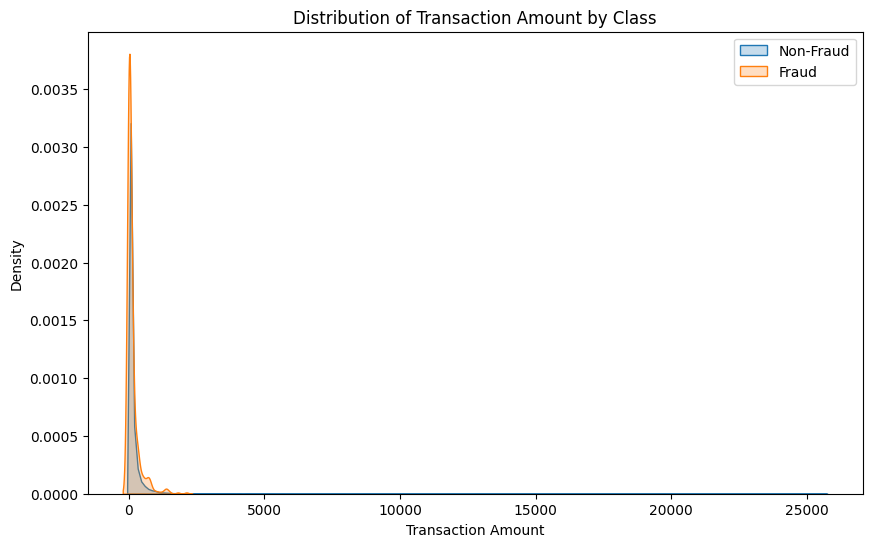 Distribution of Transaction Amount by Class
Non-Fraud
Fraud
Density
0.0035
0.0030
0.0025
0.0020
0.0015
0.0010
0.0005
0.0000
0
5000
10000
15000
20000
25000
Transaction Amount